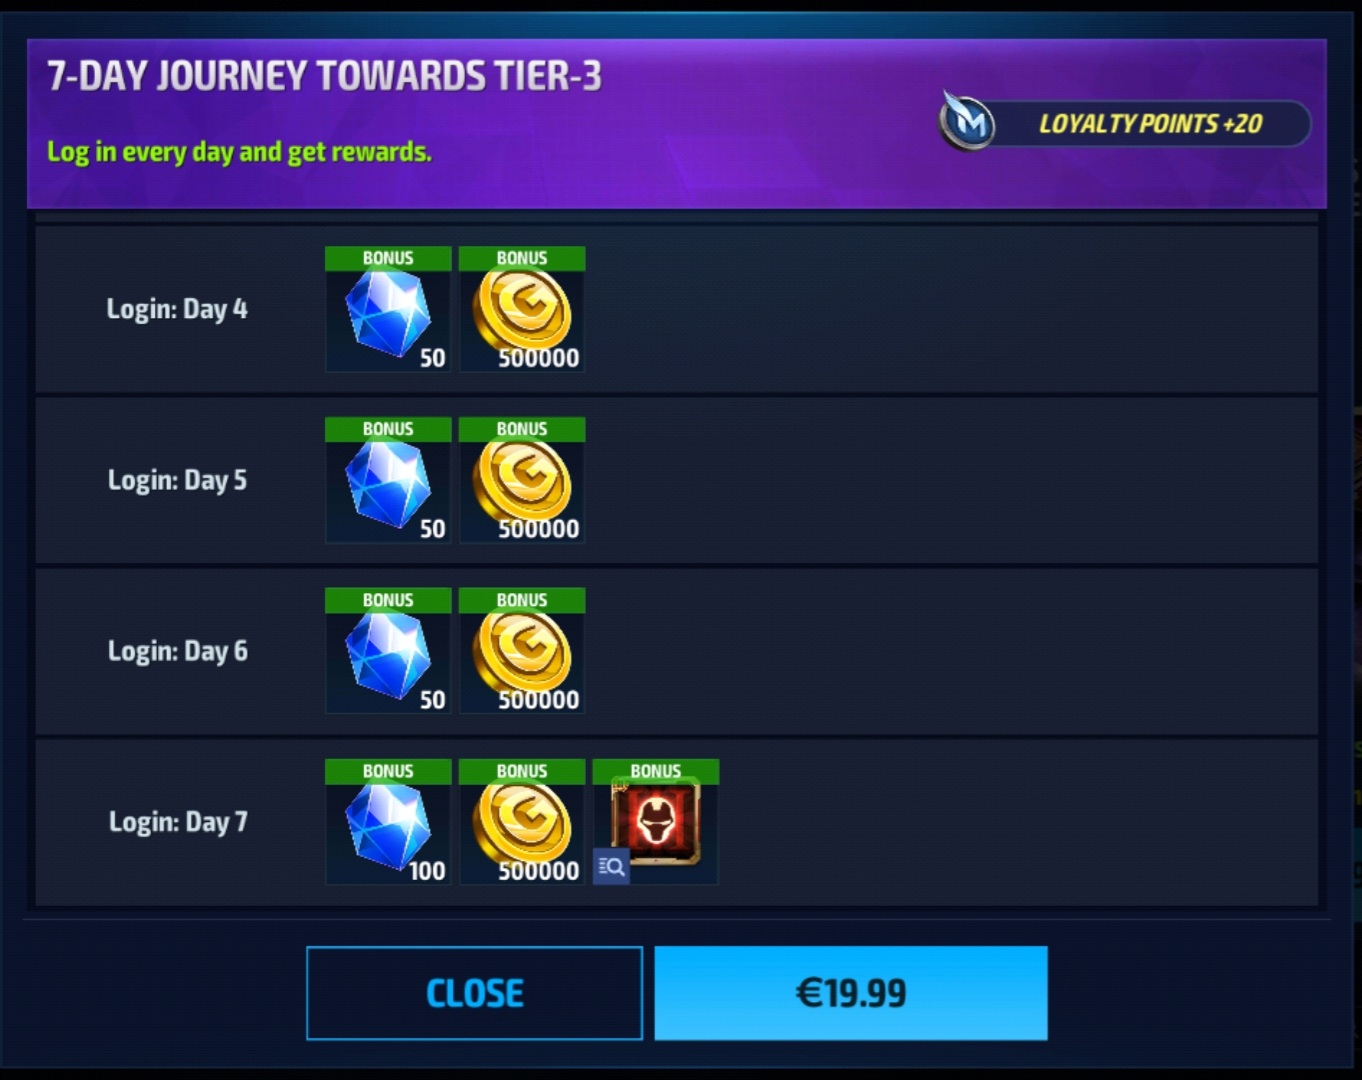 7-DAY JOURNEY TOWARDS TIER-3
Log in every day and get rewards.
LOYALTY POINTS +20
Login: Day 4
BONUS
50
BONUS
500000
Login: Day 5
BONUS
50
BONUS
500000
Login: Day 6
BONUS
50
BONUS
500000
Login: Day 7
BONUS
100
BONUS
500000
BONUS
CLOSE
€19.99